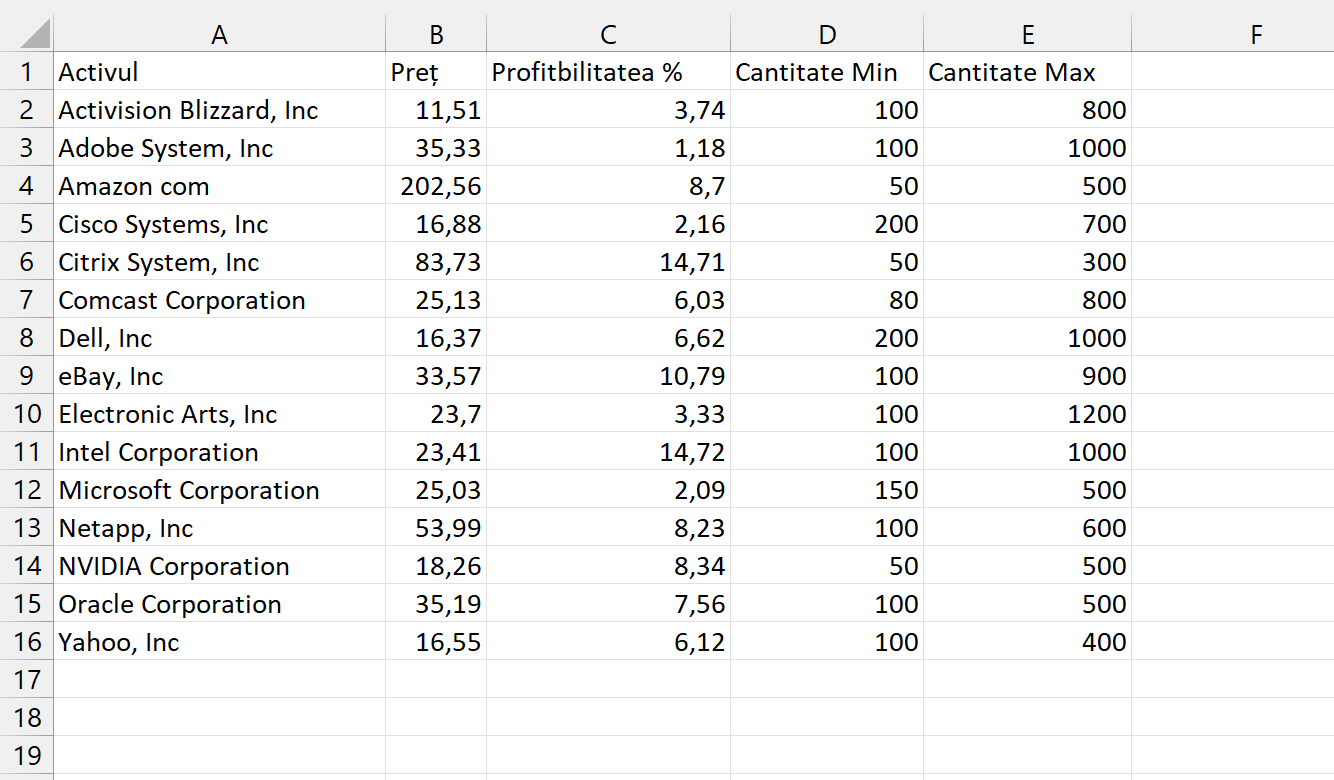 A B C D E F
1 Activul Preț Profitbilitatea % Cantitate Min Cantitate Max
2 Activision Blizzard, Inc 11,51 3,74 100 800
3 Adobe System, Inc 35,33 1,18 100 1000
4 Amazon com 202,56 8,7 50 500
5 Cisco Systems, Inc 16,88 2,16 200 700
6 Citrix System, Inc 83,73 14,71 50 300
7 Comcast Corporation 25,13 6,03 80 800
8 Dell, Inc 16,37 6,62 200 1000
9 eBay, Inc 33,57 10,79 100 900
10 Electronic Arts, Inc 23,7 3,33 100 1200
11 Intel Corporation 23,41 14,72 100 1000
12 Microsoft Corporation 25,03 2,09 150 500
13 Netapp, Inc 53,99 8,23 100 600
14 NVIDIA Corporation 18,26 8,34 50 500
15 Oracle Corporation 35,19 7,56 100 500
16 Yahoo, Inc 16,55 6,12 100 400
17
18
19